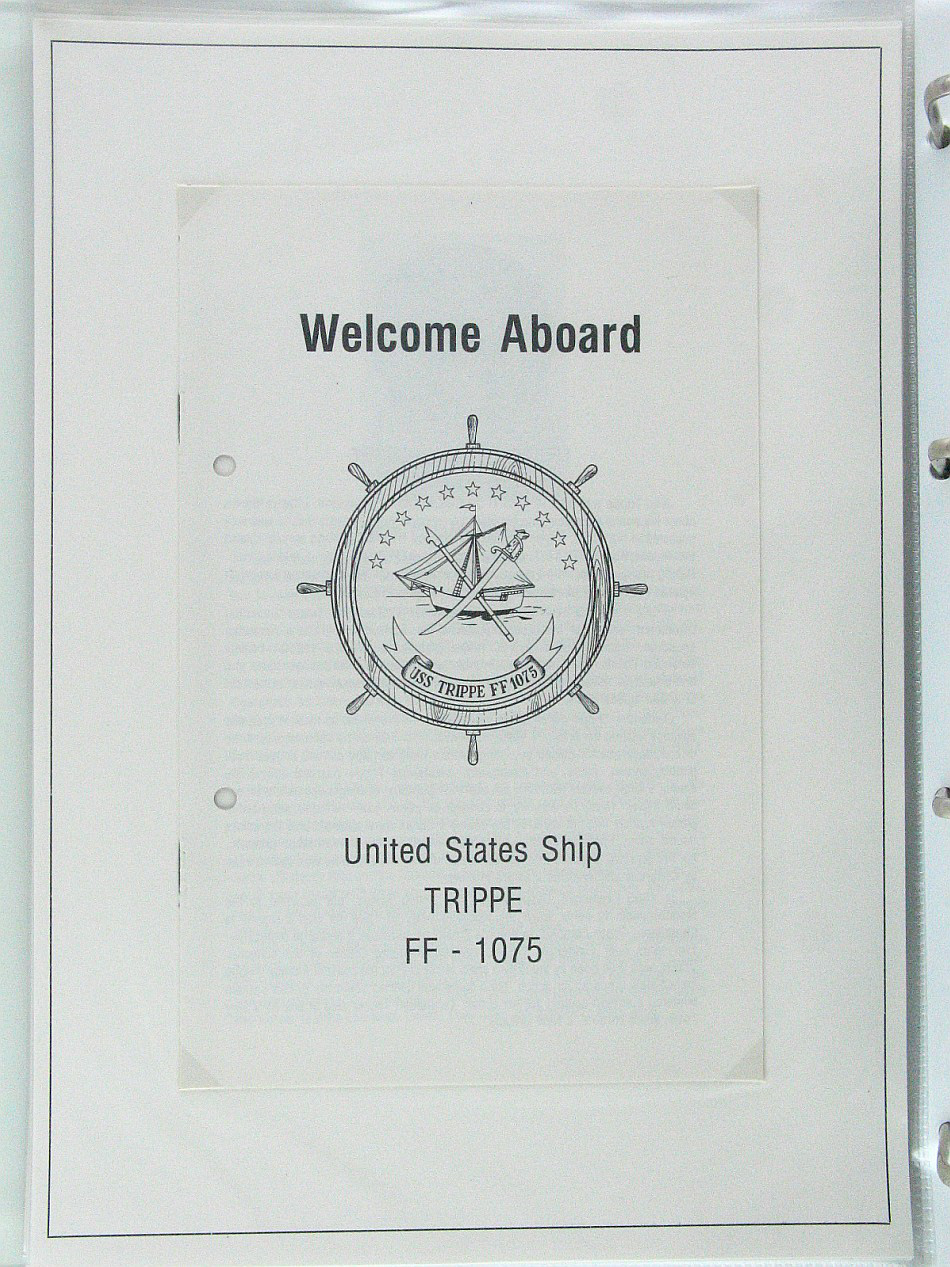 Welcome Aboard
USS TRIPPE FF 1075
United States Ship
TRIPPE
FF - 1075